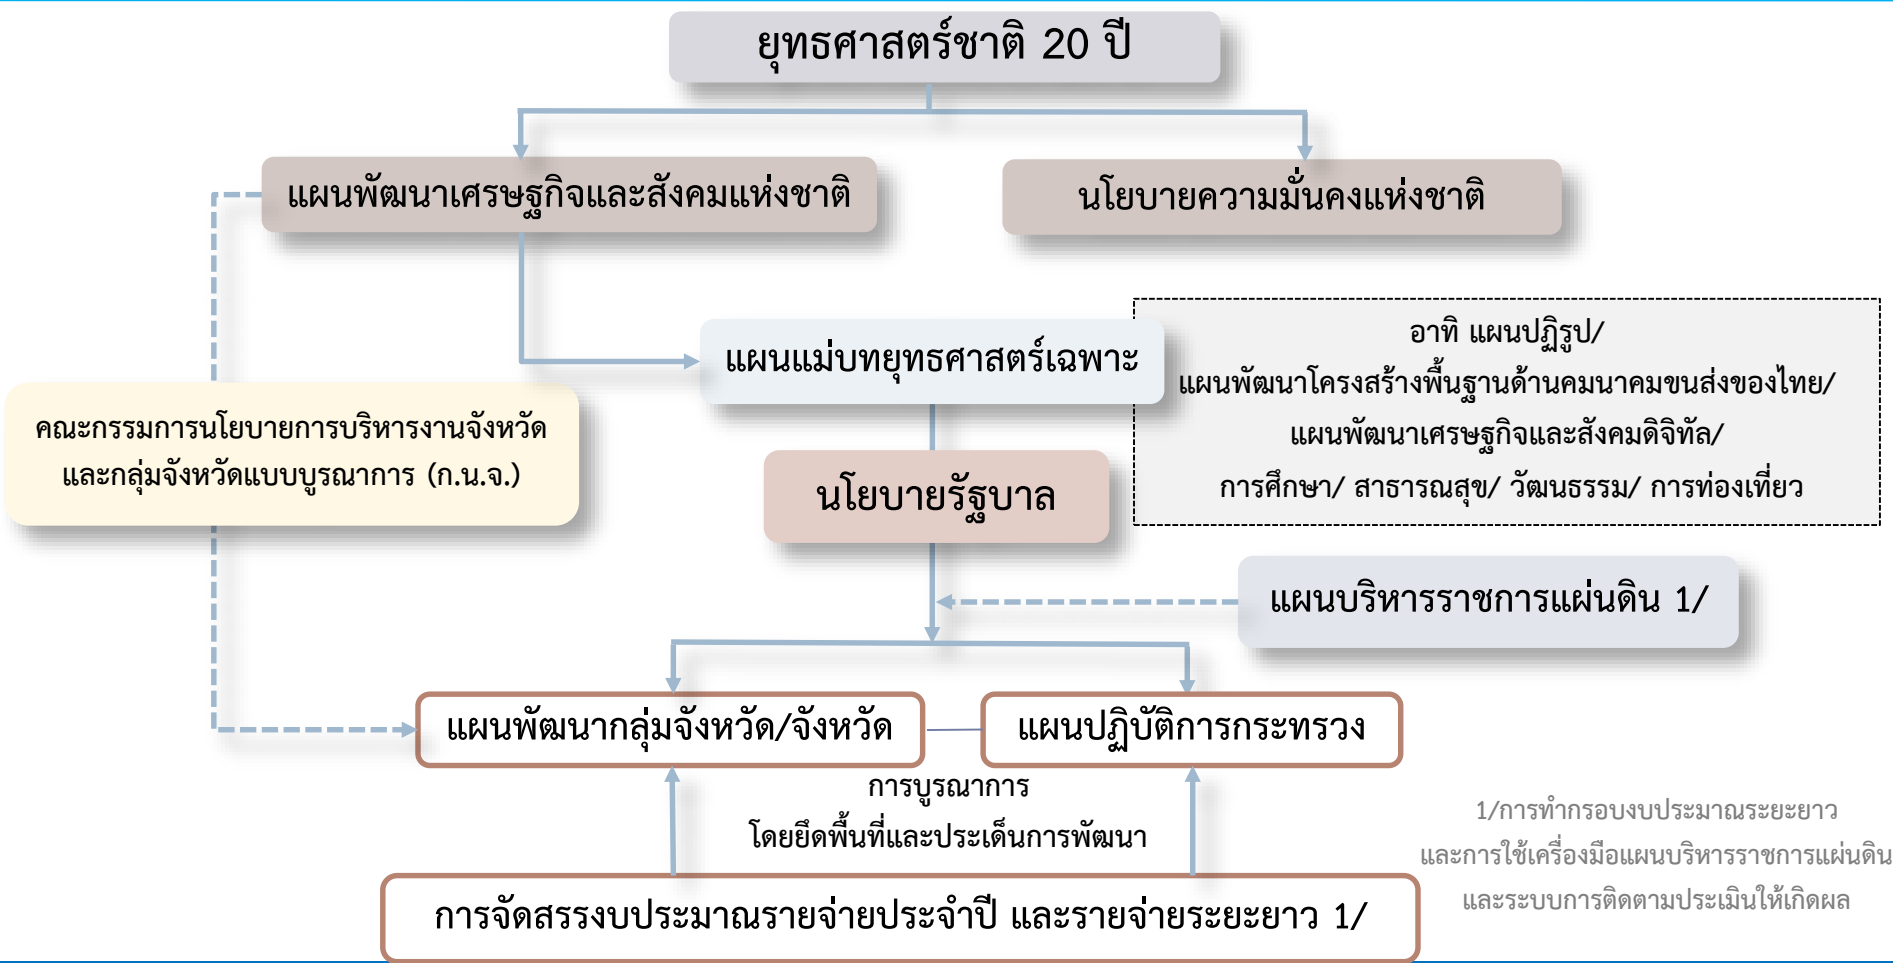 ยุทธศาสตร์ชาติ 20 ปี
แผนพัฒนาเศรษฐกิจและสังคมแห่งชาติ
นโยบายความมั่นคงแห่งชาติ
แผนแม่บทยุทธศาสตร์เฉพาะ
อาทิ แผนปฏิรูป/
แผนพัฒนาโครงสร้างพื้นฐานด้านคมนาคมขนส่งของไทย/
แผนพัฒนาเศรษฐกิจและสังคมดิจิทัล/
การศึกษา/ สาธารณสุข/ วัฒนธรรม/ การท่องเที่ยว
คณะกรรมการนโยบายการบริหารงานจังหวัด
และกลุ่มจังหวัดแบบบูรณาการ (ก.น.จ.)
นโยบายรัฐบาล
แผนบริหารราชการแผ่นดิน 1/
แผนพัฒนากลุ่มจังหวัด/จังหวัด
แผนปฏิบัติการกระทรวง
การบูรณาการ
โดยยึดพื้นที่และประเด็นการพัฒนา
การจัดสรรงบประมาณรายจ่ายประจำปี และรายจ่ายระยะยาว 1/
1/การทำกรอบงบประมาณระยะยาว
และการใช้เครื่องมือแผนบริหารราชการแผ่นดิน
และระบบการติดตามประเมินให้เกิดผล